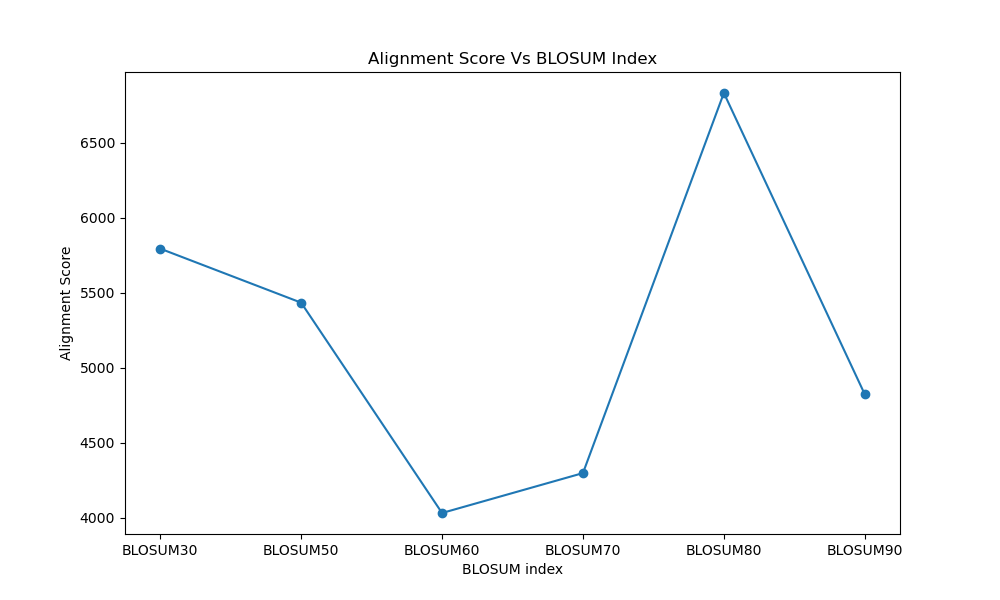 Alignment Score Vs BLOSUM Index
Alignment Score
6500
6000
5500
5000
4500
4000
BLOSUM30 BLOSUM50 BLOSUM60 BLOSUM70 BLOSUM80 BLOSUM90
BLOSUM index